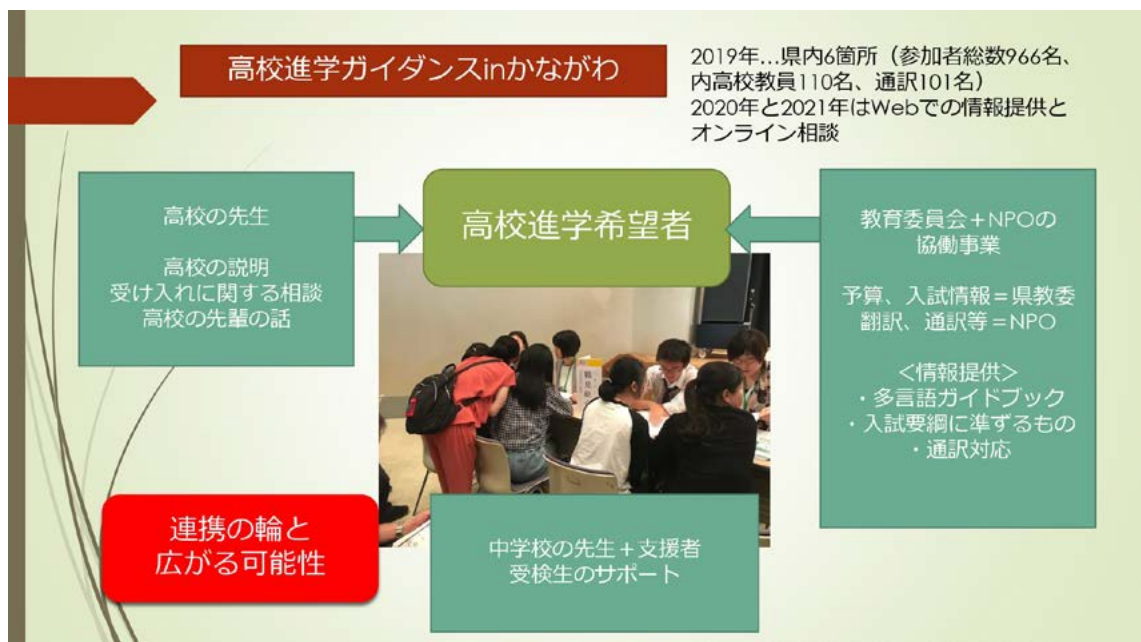 高校進学ガイダンスinかながわ
2019年…県内6箇所（参加者総数966名、
内高校教員110名、通訳101名）
2020年と2021年はWebでの情報提供と
オンライン相談
高校の先生
高校の説明
受け入れに関する相談
高校の先輩の話
高校進学希望者
教育委員会＋NPOの
協働事業
予算、入試情報＝県教委
翻訳、通訳等＝NPO
＜情報提供＞
・多言語ガイドブック
・入試要綱に準ずるもの
・通訳対応
連携の輪と
広がる可能性
中学校の先生＋支援者
受検生のサポート